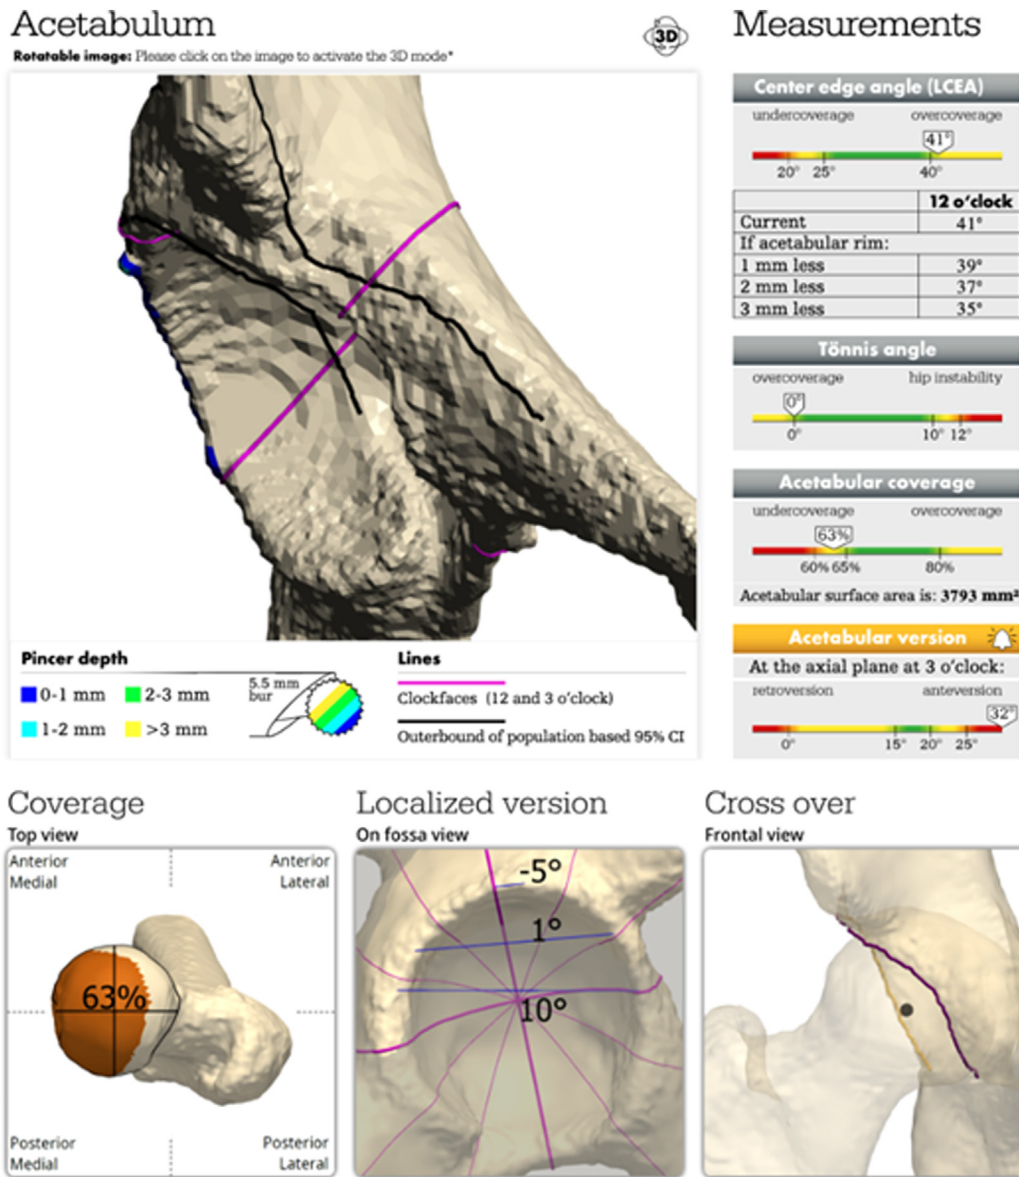 Acetabulum
Rotatable image: Please click on the image to activate the 3D mode*
3D
Pincer depth
0-1 mm
2-3 mm
1-2 mm
>3 mm
5.5 mm
bur
Lines
Clockfaces (12 and 3 o'clock)
Outerbound of population based 95% CI
Measurements
Center edge angle (LCEA)
undercoverage overcoverage
41°
20° 25° 40°
12 o'clock
Current 41°
If acetabular rim:
1 mm less 39°
2 mm less 37°
3 mm less 35°
Tönnis angle
overcoverage hip instability
0°
0° 10° 12°
Acetabular coverage
undercoverage overcoverage
63%
60% 65% 80%
Acetabular surface area is: 3793 mm²
Acetabular version
At the axial plane at 3 o'clock:
retroversion anteversion
32°
0° 15° 20° 25°
Coverage
Top view
Anterior Medial
Anterior Lateral
63%
Posterior Medial
Posterior Lateral
Localized version
On fossa view
-5°
1°
10°
Cross over
Frontal view